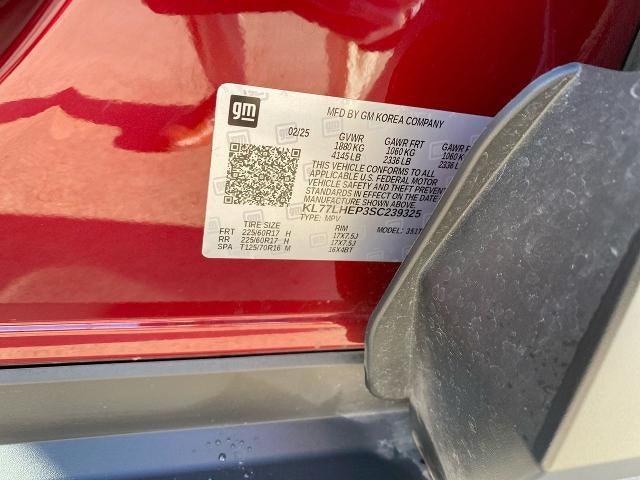 gm
MFD BY GM KOREA COMPANY
02/25 GVWR GAWR FRT GAWR
1880 KG 1060 KG 1060
4145 LB 2336 LB 2336 LB
THIS VEHICLE CONFORMS TO ALL
APPLICABLE U.S. FEDERAL MOTOR
VEHICLE SAFETY AND THEFT PREVENT
STANDARDS IN EFFECT ON THE DATE
MANUFACTURE SHOWN ABOVE.
KL77LHEP3SC239325
TYPE: MPV
TIRE SIZE RIM MODEL:
FRT 225/60R17 H 17X7.5J
RR 225/60R17 H 17X7.5J
SPA T125/70R16 M 16X4BT